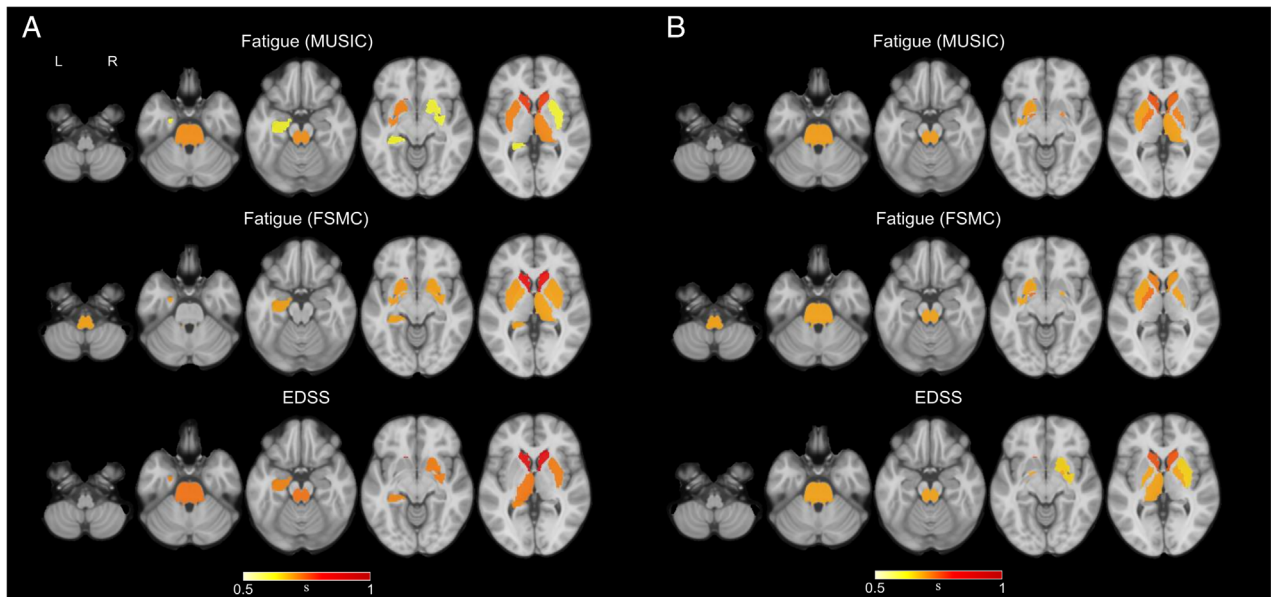 A
Fatigue (MUSIC)
L R
Fatigue (FSMC)
EDSS
0.5 s 1
B
Fatigue (MUSIC)
Fatigue (FSMC)
EDSS
0.5 s 1